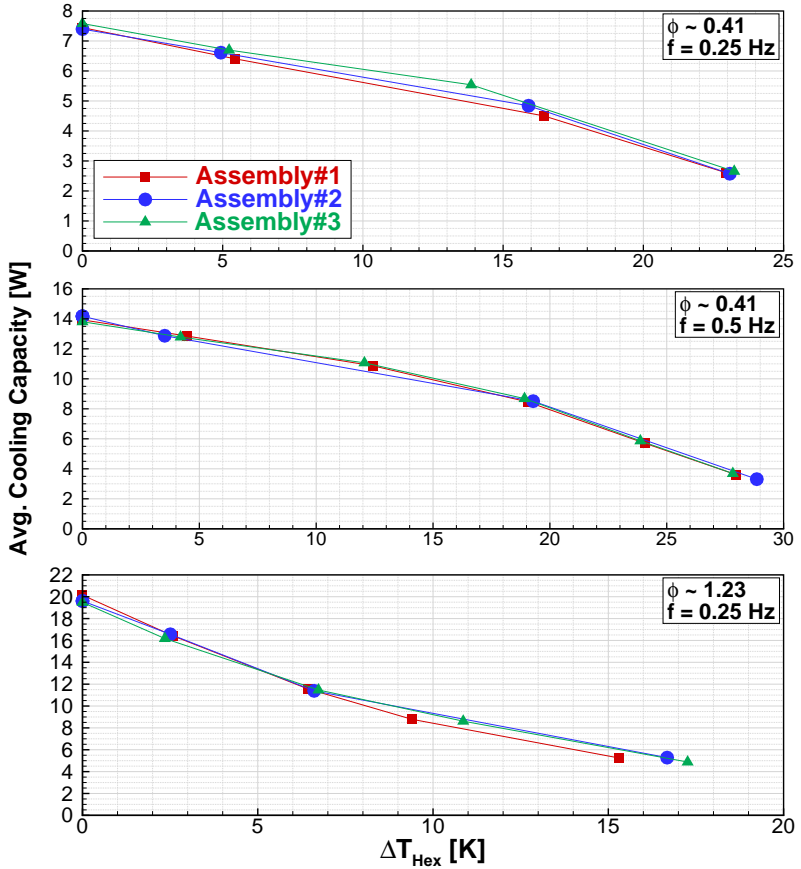 Avg. Cooling Capacity [W]
8
7
6
5
4
3
2
1
0
ϕ ~ 0.41
f = 0.25 Hz
Assembly#1
Assembly#2
Assembly#3
0 5 10 15 20 25
16
14
12
10
8
6
4
2
0
ϕ ~ 0.41
f = 0.5 Hz
0 5 10 15 20 25 30
22
20
18
16
14
12
10
8
6
4
2
0
ϕ ~ 1.23
f = 0.25 Hz
0 5 10 15 20
ΔT_Hex [K]